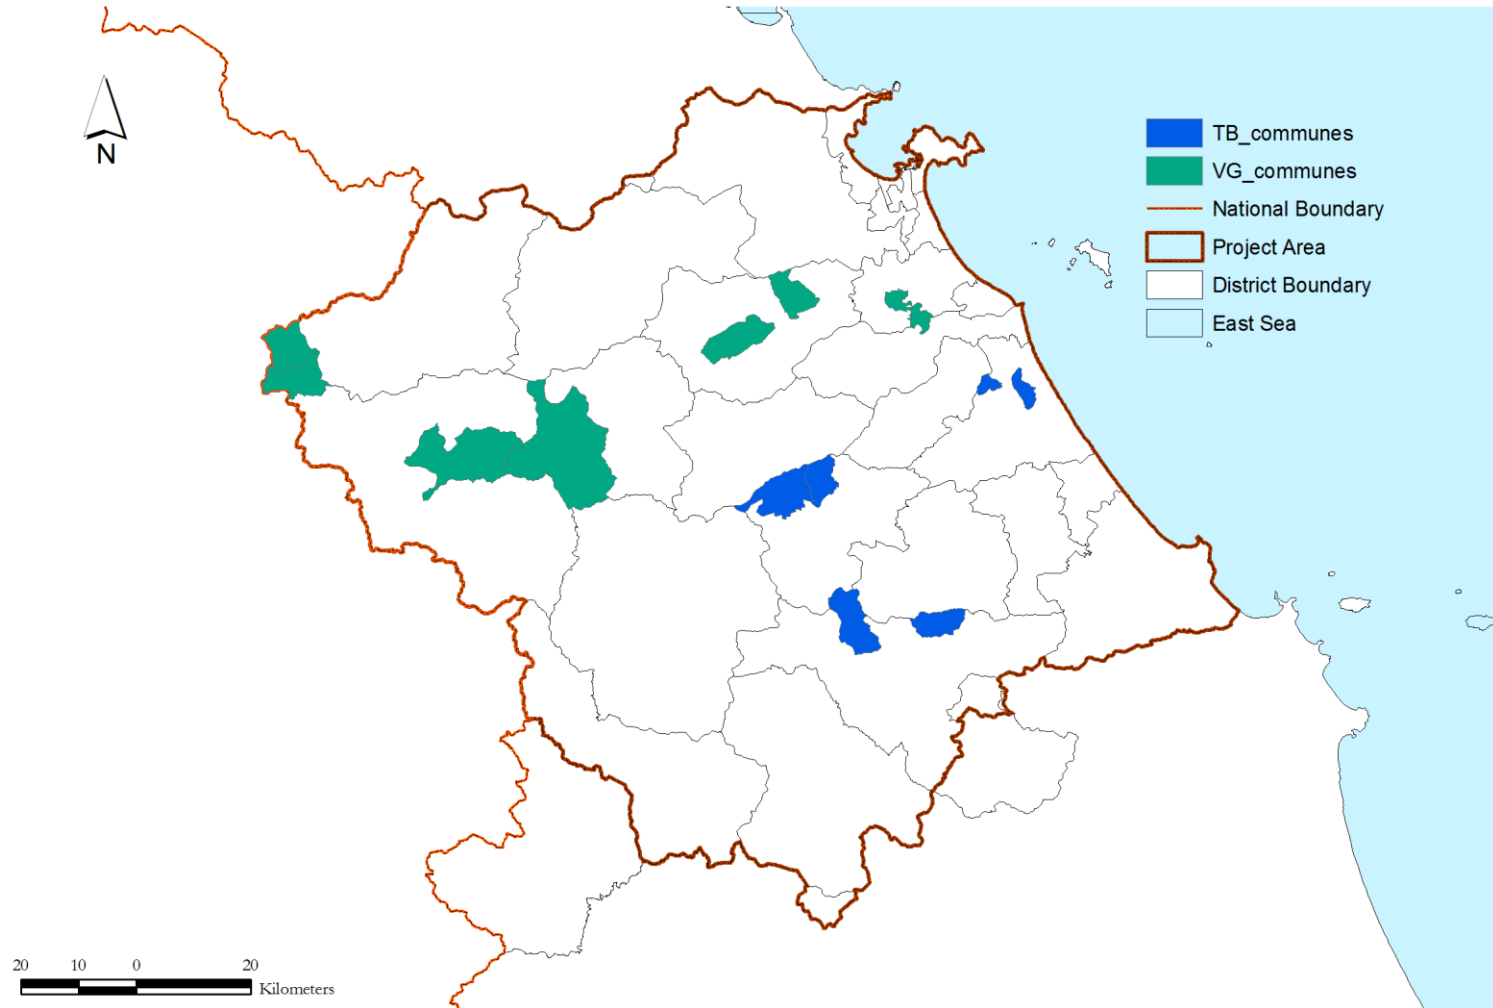 N
TB_communes
VG_communes
National Boundary
Project Area
District Boundary
East Sea
20 10 0 20
Kilometers